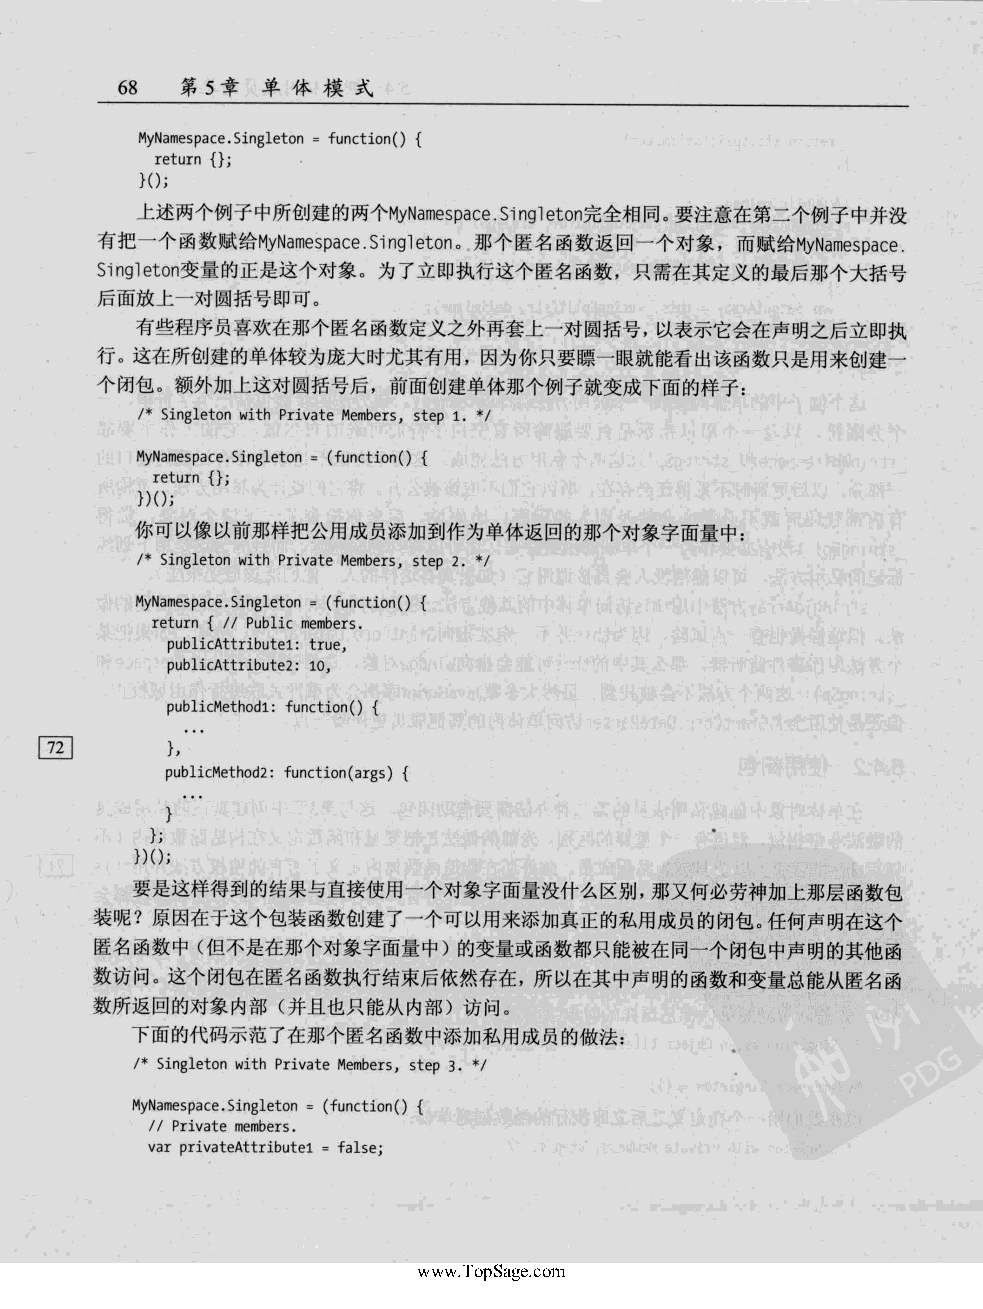 68 第5章 单体模式
MyNamespace.Singleton = function() {
return {};
}();
上述两个例子中所创建的两个MyNamespace.Singleton完全相同。要注意在第二个例子中并没
有把一个函数赋给MyNamespace.Singleton。那个匿名函数返回一个对象，而赋给MyNamespace.
Singleton变量的正是这个对象。为了立即执行这个匿名函数，只需在其定义的最后那个大括号
后面放上一对圆括号即可。
有些程序员喜欢在那个匿名函数定义之外再套上一对圆括号，以表示它会在声明之后立即执
行。这在所创建的单体较为庞大时尤其有用，因为你只要瞟一眼就能看出该函数只是用来创建一
个闭包。额外加上这对圆括号后，前面创建单体那个例子就变成下面的样子：
/* Singleton with Private Members, step 1. */
MyNamespace.Singleton = (function() {
return {};
})();
你可以像以前那样把公用成员添加到作为单体返回的那个对象字面量中：
/* Singleton with Private Members, step 2. */
MyNamespace.Singleton = (function() {
return { // Public members.
publicAttribute1: true,
publicAttribute2: 10,
publicMethod1: function() {
...
72 },
publicMethod2: function(args) {
...
}
};
})();
要是这样得到的结果与直接使用一个对象字面量没什么区别，那又何必劳神加上那层函数包
装呢？原因在于这个包装函数创建了一个可以用来添加真正的私用成员的闭包。任何声明在这个
匿名函数中（但不是在那个对象字面量中）的变量或函数都只能被在同一个闭包中声明的其他函
数访问。这个闭包在匿名函数执行结束后依然存在，所以在其中声明的函数和变量总能从匿名函
数所返回的对象内部（并且也只能从内部）访问。
下面的代码示范了在那个匿名函数中添加私用成员的做法：
/* Singleton with Private Members, step 3. */
MyNamespace.Singleton = (function() {
// Private members.
var privateAttribute1 = false;
PDG
www.TopSage.com